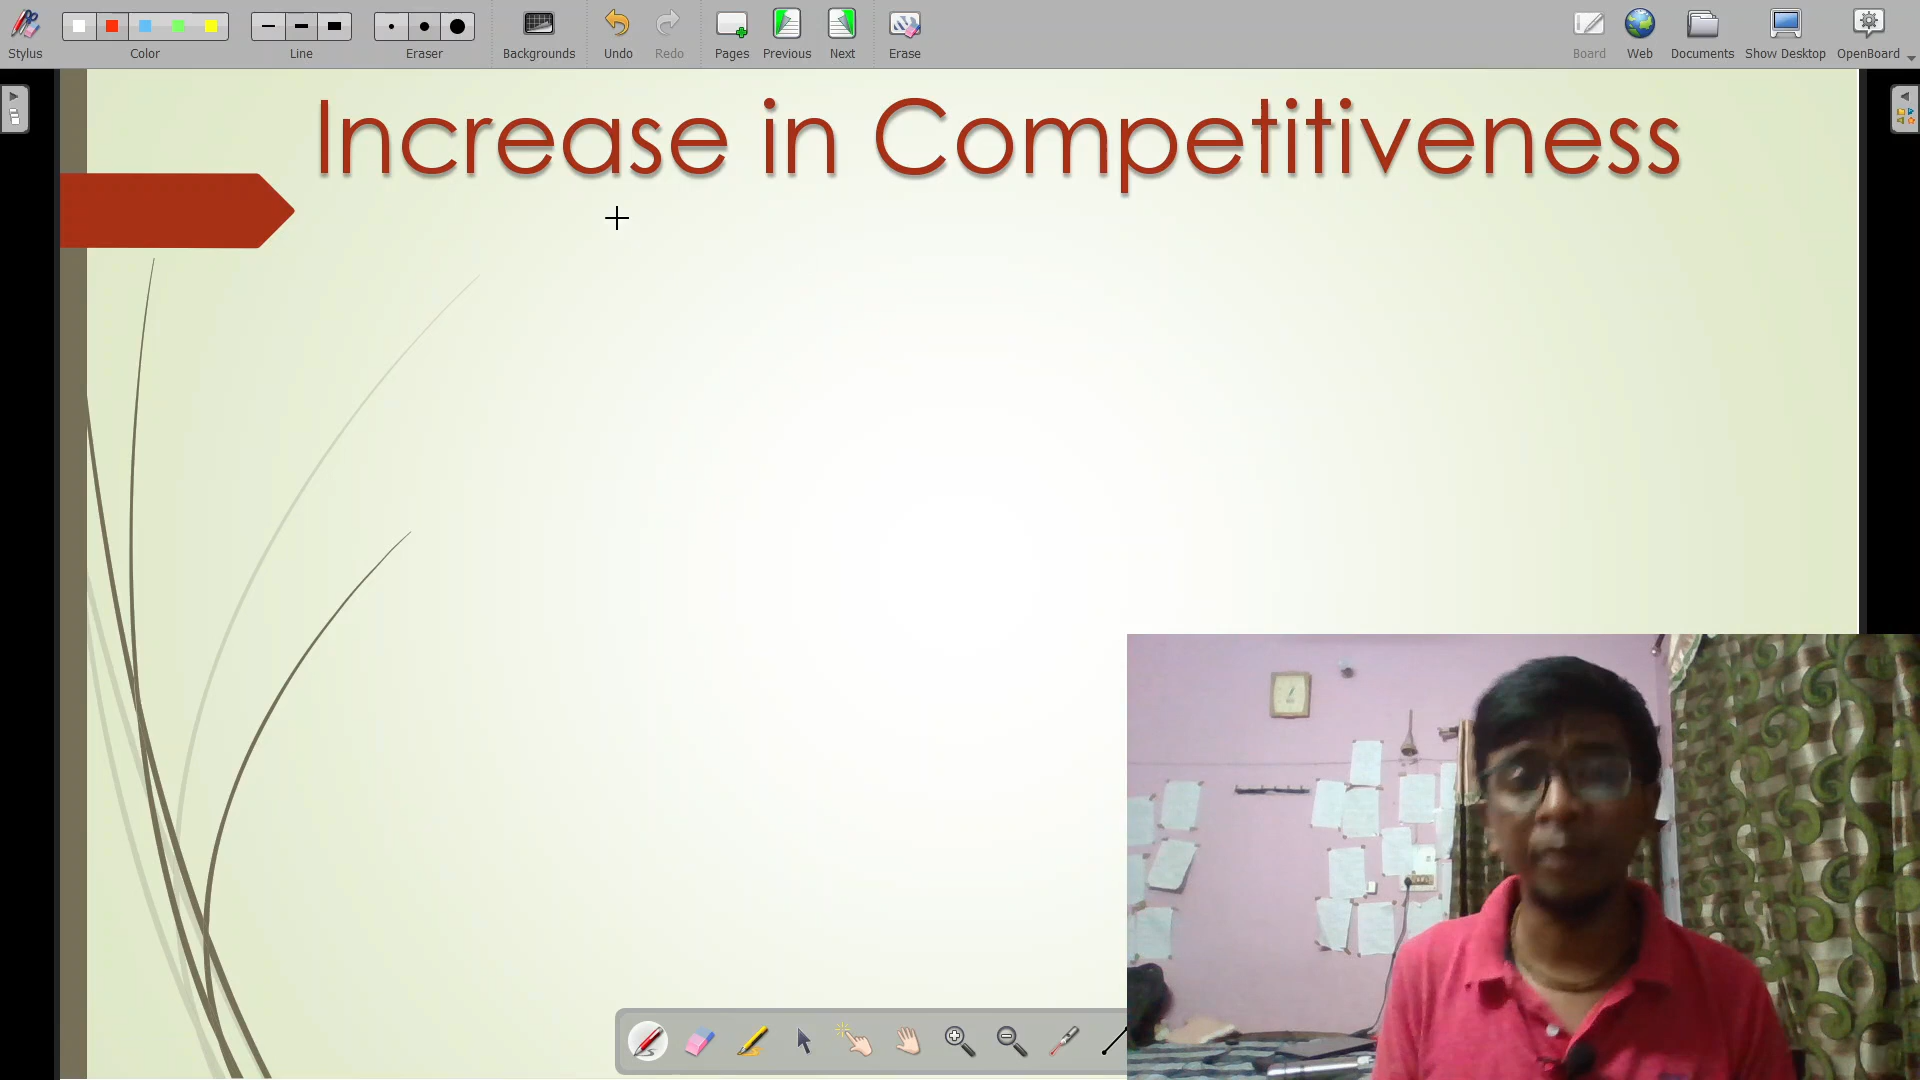 Stylus
Color
Line
Eraser
Backgrounds
Undo
Redo
Pages
Previous
Next
Erase
Board
Web
Documents
Show Desktop
OpenBoard
Increase in Competitiveness